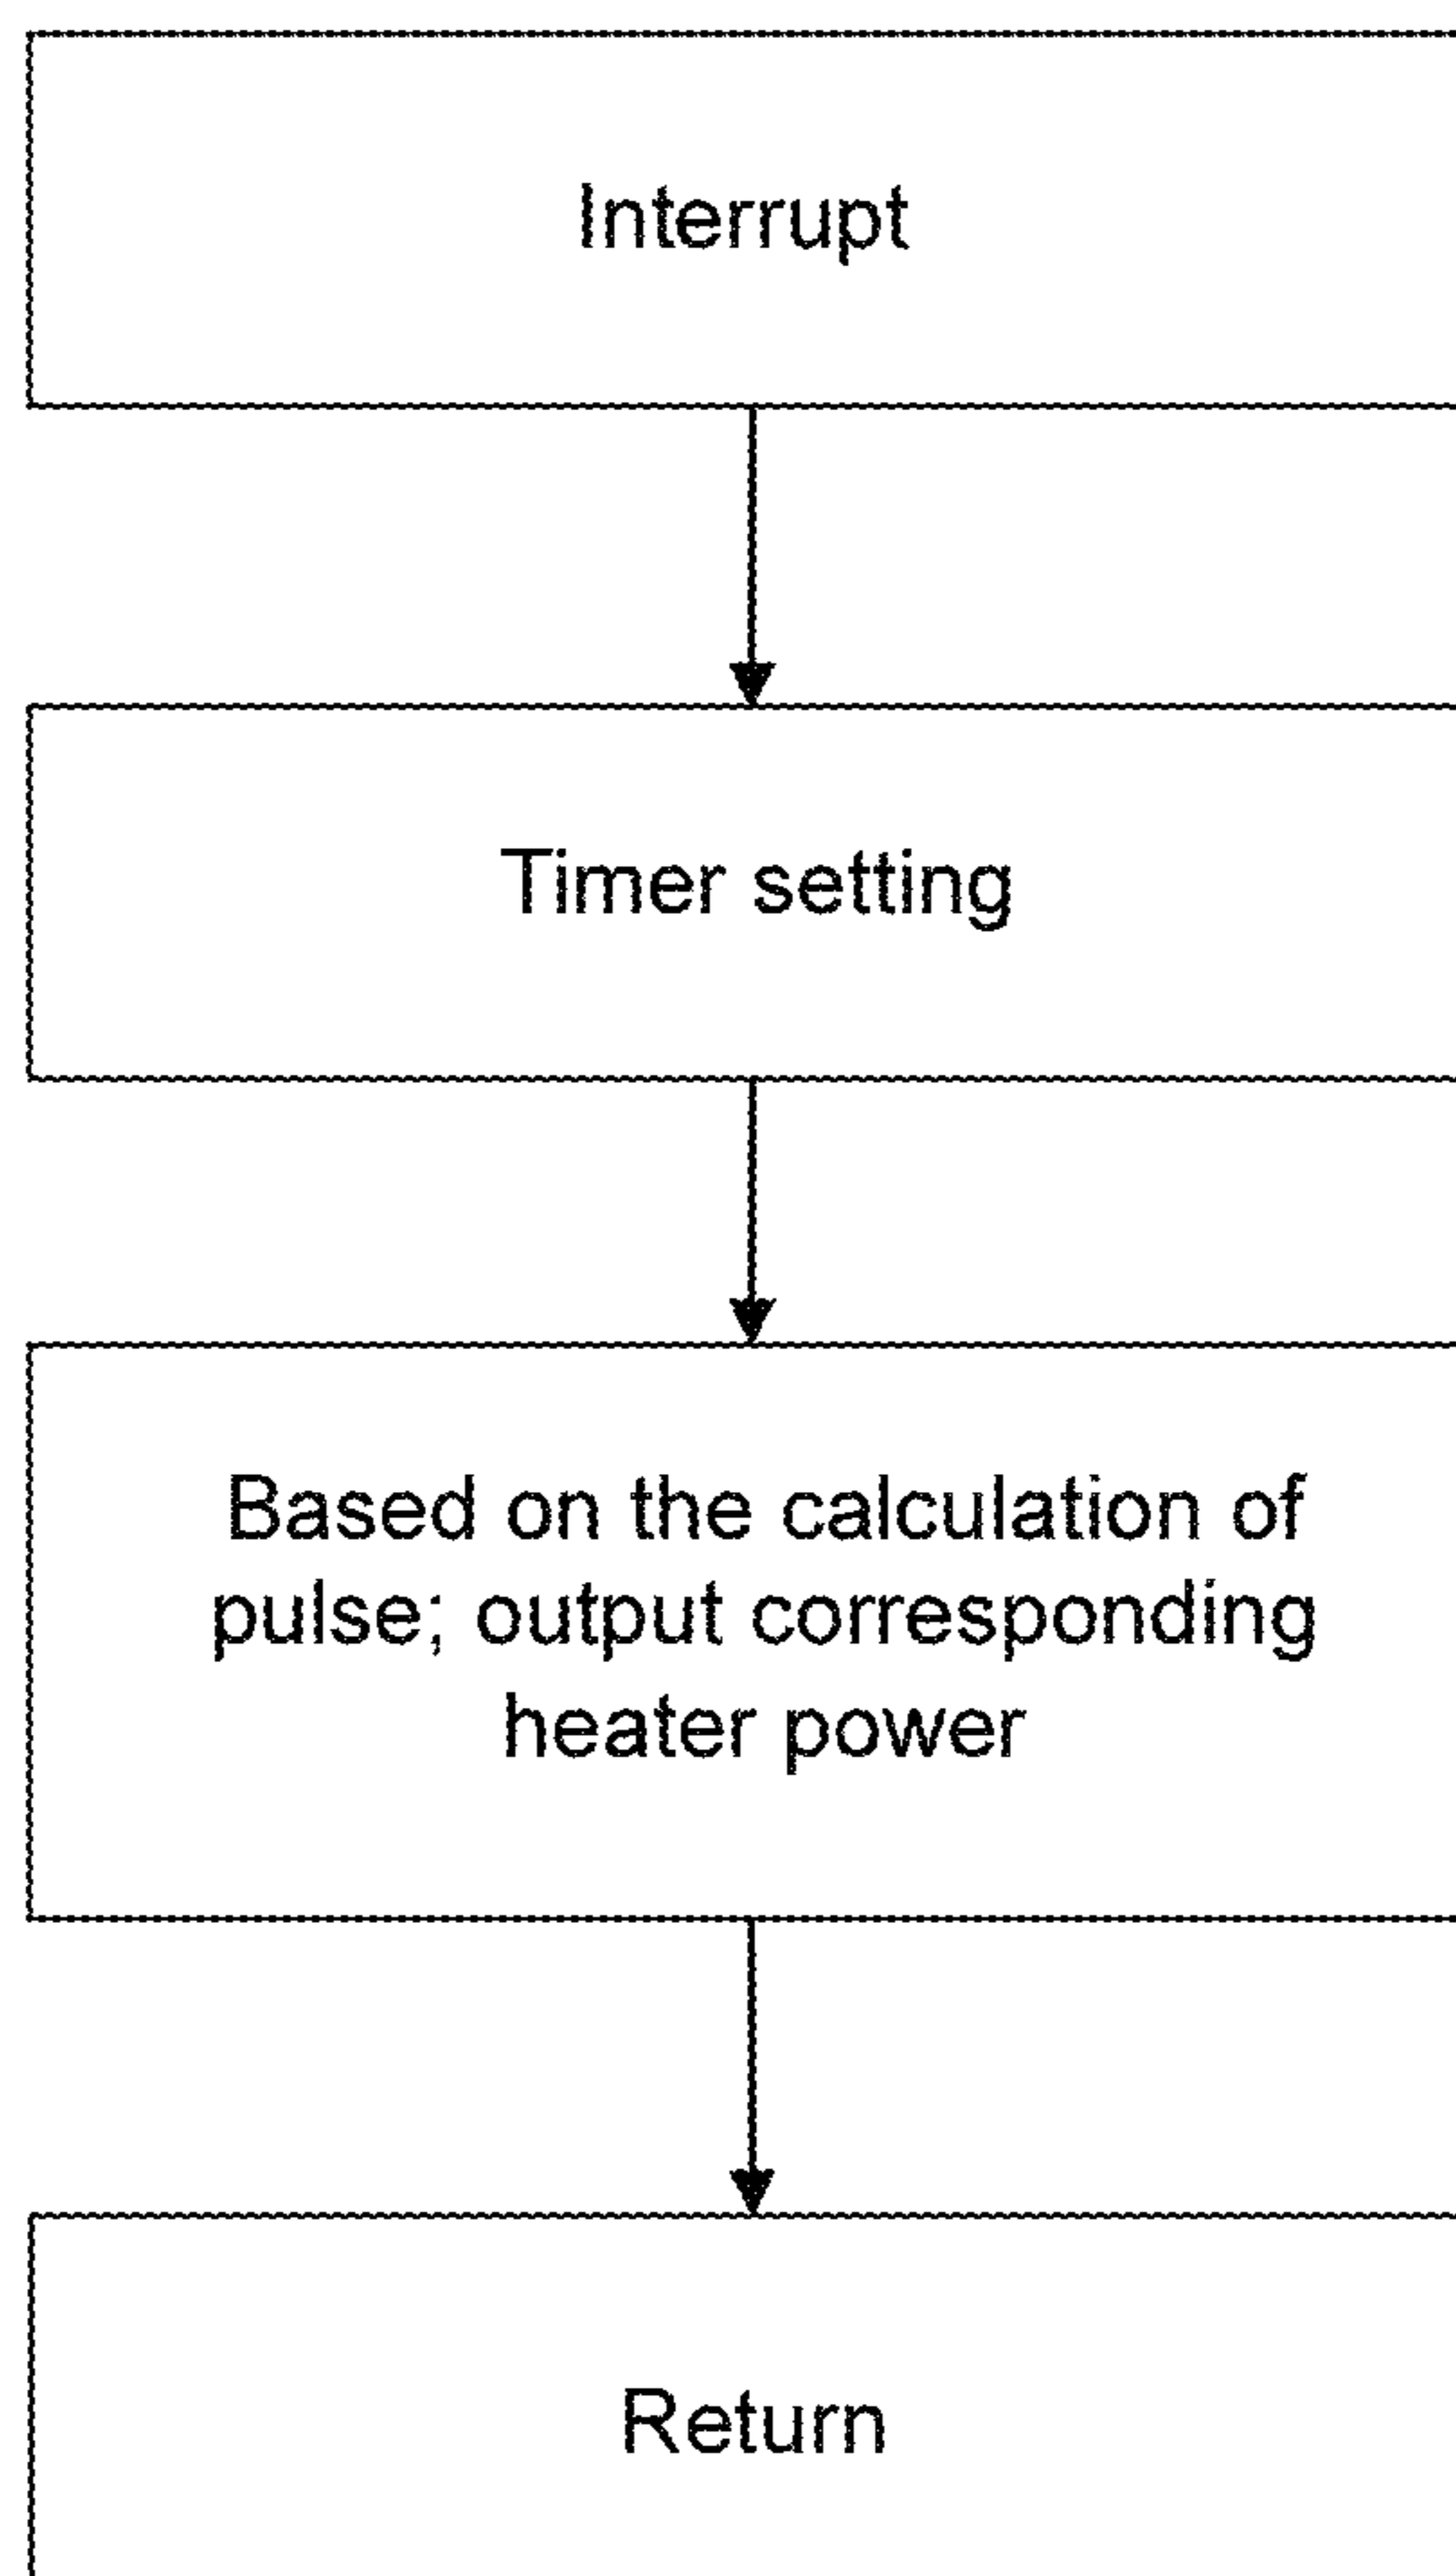 Interrupt
Timer setting
Based on the calculation of
pulse; output corresponding
heater power
Return